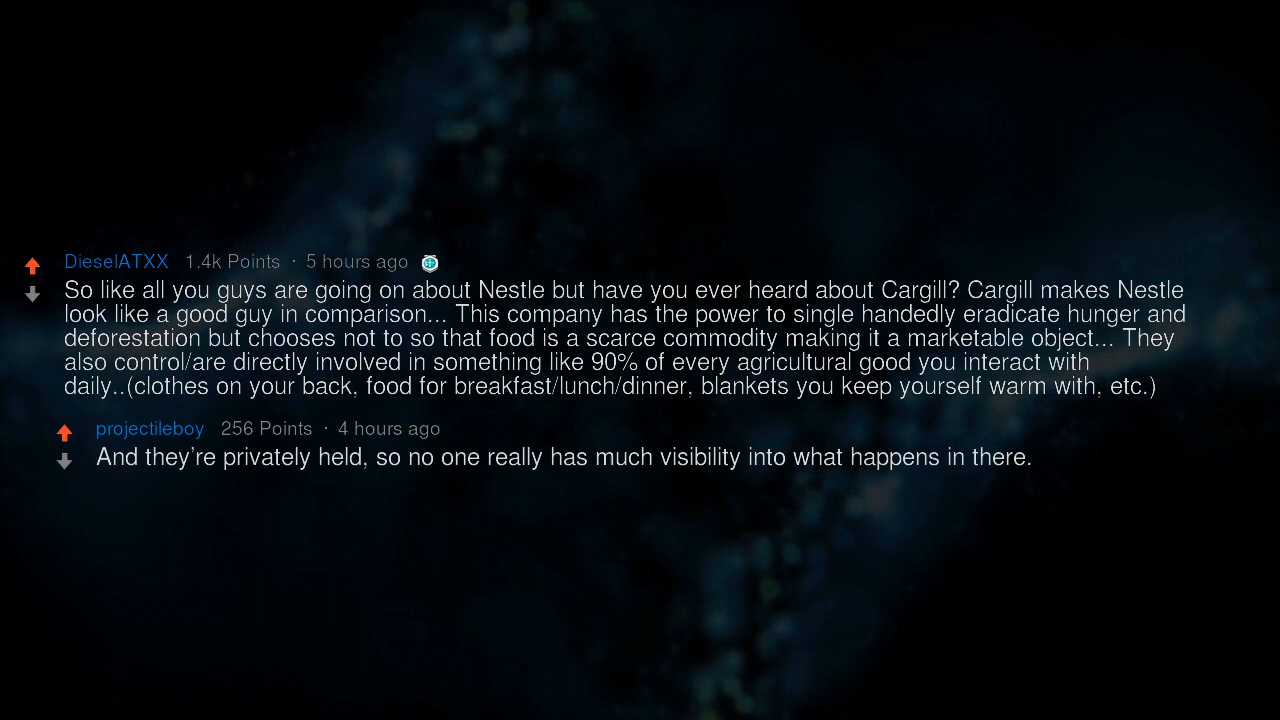 DieselATXX 1.4k Points · 5 hours ago
So like all you guys are going on about Nestle but have you ever heard about Cargill? Cargill makes Nestle
look like a good guy in comparison... This company has the power to single handedly eradicate hunger and
deforestation but chooses not to so that food is a scarce commodity making it a marketable object... They
also control/are directly involved in something like 90% of every agricultural good you interact with
daily..(clothes on your back, food for breakfast/lunch/dinner, blankets you keep yourself warm with, etc.)
projectileboy 256 Points · 4 hours ago
And they’re privately held, so no one really has much visibility into what happens in there.